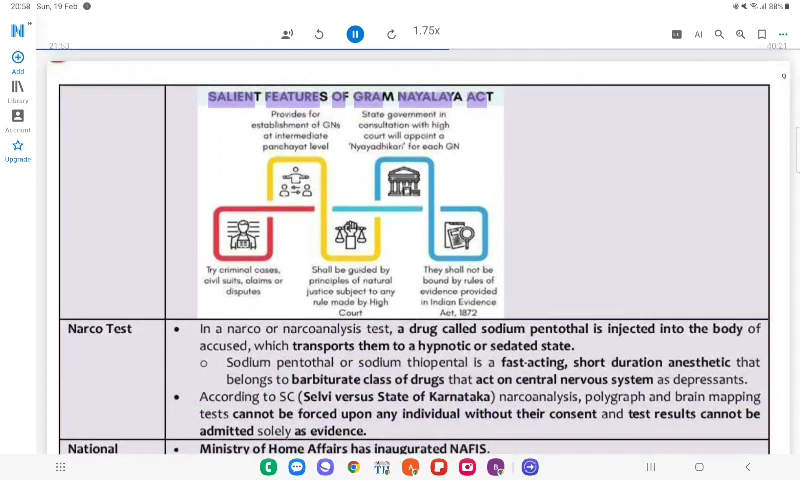 20:58 Sun, 19 Feb
88%
1.75x
AI
21:53
40:21
Add
Library
Account
Upgrade
9
SALIENT FEATURES OF GRAM NAYALAYA ACT
Provides for
establishment of GNs
at intermediate
panchayat level
State government in
consultation with high
court will appoint a
'Nyayadhikari' for each GN
Try criminal cases,
civil suits, claims or
disputes
Shall be guided by
principles of natural
justice subject to any
rule made by High
Court
They shall not be
bound by rules of
evidence provided
in Indian Evidence
Act, 1872
Narco Test
• In a narco or narcoanalysis test, a drug called sodium pentothal is injected into the body of
accused, which transports them to a hypnotic or sedated state.
o Sodium pentothal or sodium thiopental is a fast-acting, short duration anesthetic that
belongs to barbiturate class of drugs that act on central nervous system as depressants.
• According to SC (Selvi versus State of Karnataka) narcoanalysis, polygraph and brain mapping
tests cannot be forced upon any individual without their consent and test results cannot be
admitted solely as evidence.
National
• Ministry of Home Affairs has inaugurated NAFIS.